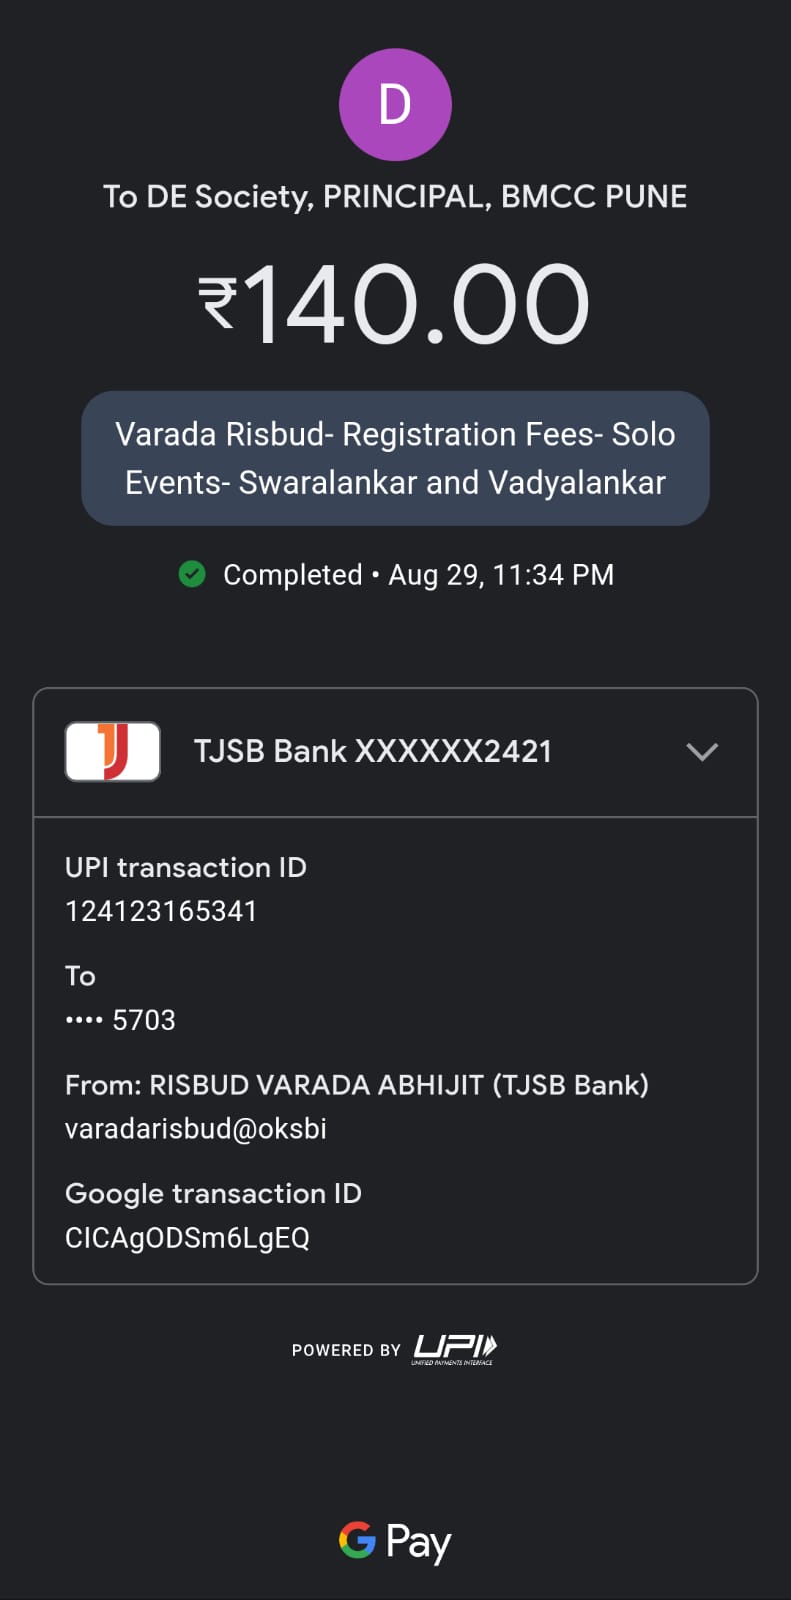 D
To DE Society, PRINCIPAL, BMCC PUNE
₹140.00
Varada Risbud- Registration Fees- Solo
Events- Swaralankar and Vadyalankar
Completed • Aug 29, 11:34 PM
TJSB Bank XXXXXX2421
UPI transaction ID
124123165341
To
•••• 5703
From: RISBUD VARADA ABHIJIT (TJSB Bank)
varadarisbud@oksbi
Google transaction ID
CICAgODSm6LgEQ
POWERED BY UPI
UNIFIED PAYMENTS INTERFACE
G Pay